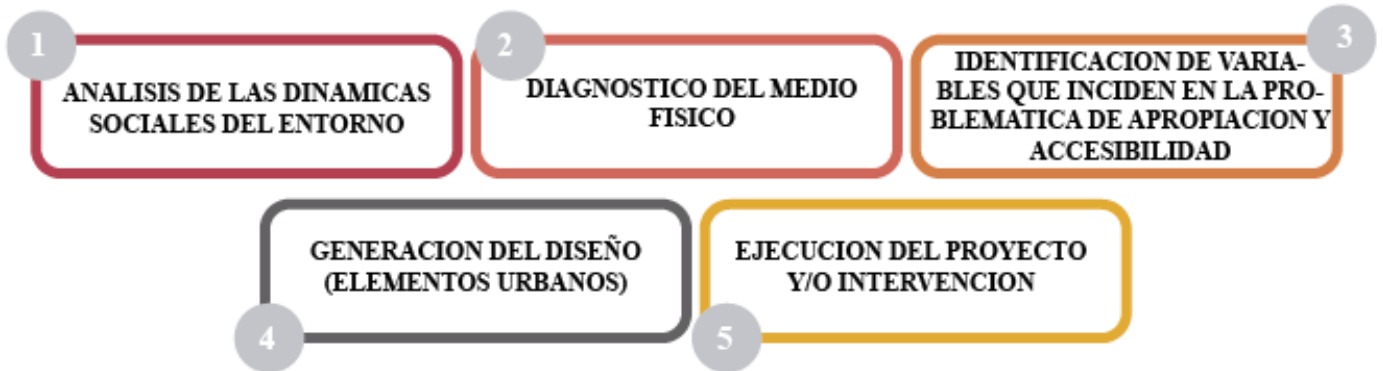 1
ANALISIS DE LAS DINAMICAS
SOCIALES DEL ENTORNO
2
DIAGNOSTICO DEL MEDIO
FISICO
3
IDENTIFICACION DE VARIA-
BLES QUE INCIDEN EN LA PRO-
BLEMATICA DE APROPIACION Y
ACCESIBILIDAD
4
GENERACION DEL DISEÑO
(ELEMENTOS URBANOS)
5
EJECUCION DEL PROYECTO
Y/O INTERVENCION